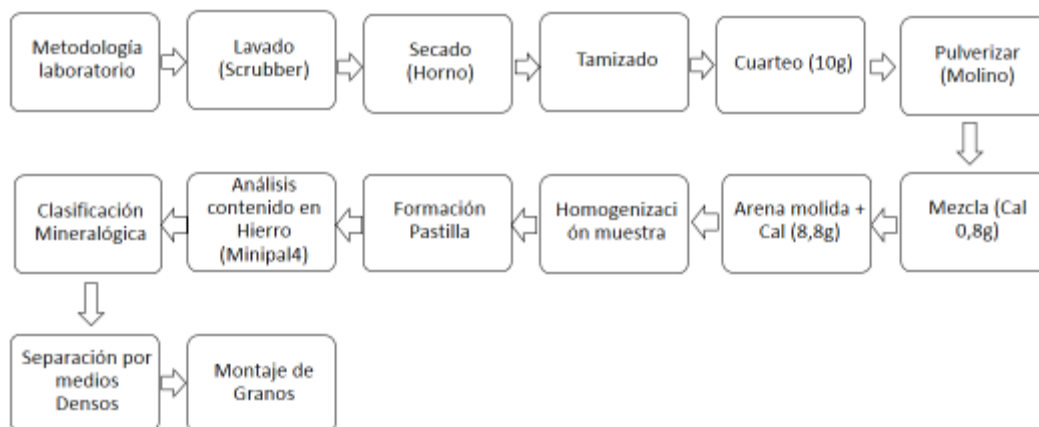 Metodología
laboratorio
Lavado
(Scrubber)
Secado
(Horno)
Tamizado
Cuarteo (10g)
Pulverizar
(Molino)
Mezcla (Cal
0,8g)
Arena molida +
Cal (8,8g)
Homogenizaci
ón muestra
Formación
Pastilla
Análisis
contenido en
Hierro
(Minipal4)
Clasificación
Mineralógica
Separación por
medios
Densos
Montaje de
Granos